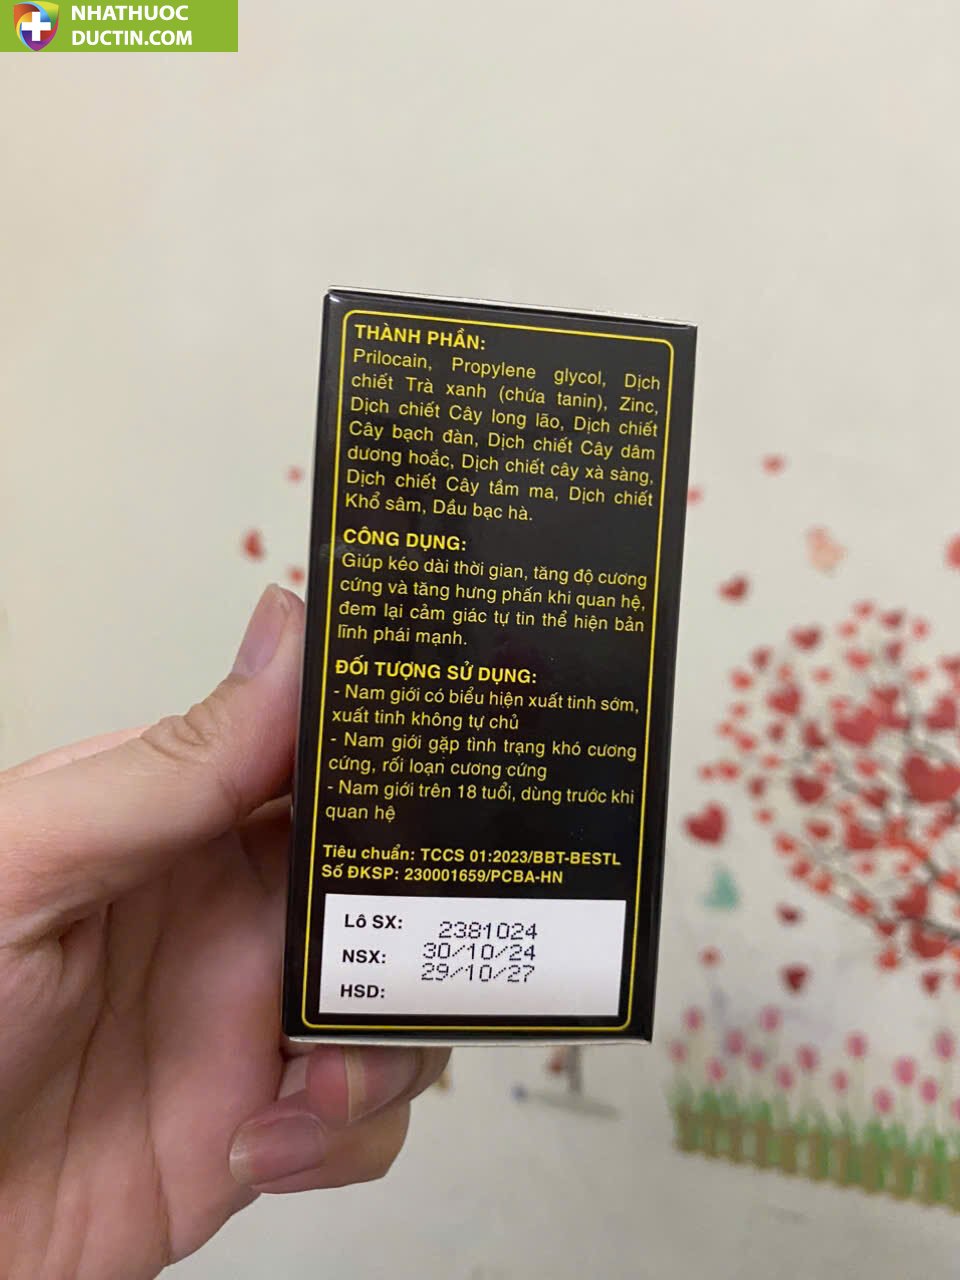 NHATHUOC
DUCTIN.COM
THÀNH PHẦN:
Prilocain, Propylene glycol, Dịch
chiết Trà xanh (chứa tanin), Zinc,
Dịch chiết Cây long lão, Dịch chiết
Cây bạch đàn, Dịch chiết Cây dâm
dương hoắc, Dịch chiết cây xà sàng,
Dịch chiết Cây tầm ma, Dịch chiết
Khổ sâm, Dầu bạc hà.
CÔNG DỤNG:
Giúp kéo dài thời gian, tăng độ cương
cứng và tăng hưng phấn khi quan hệ,
đem lại cảm giác tự tin thể hiện bản
lĩnh phái mạnh.
ĐỐI TƯỢNG SỬ DỤNG:
- Nam giới có biểu hiện xuất tinh sớm,
xuất tinh không tự chủ
- Nam giới gặp tình trạng khó cương
cứng, rối loạn cương cứng
- Nam giới trên 18 tuổi, dùng trước khi
quan hệ
Tiêu chuẩn: TCCS 01:2023/BBT-BESTL
Số ĐKSP: 230001659/PCBA-HN
Lô SX: 2381024
NSX: 30/10/24
HSD: 29/10/27